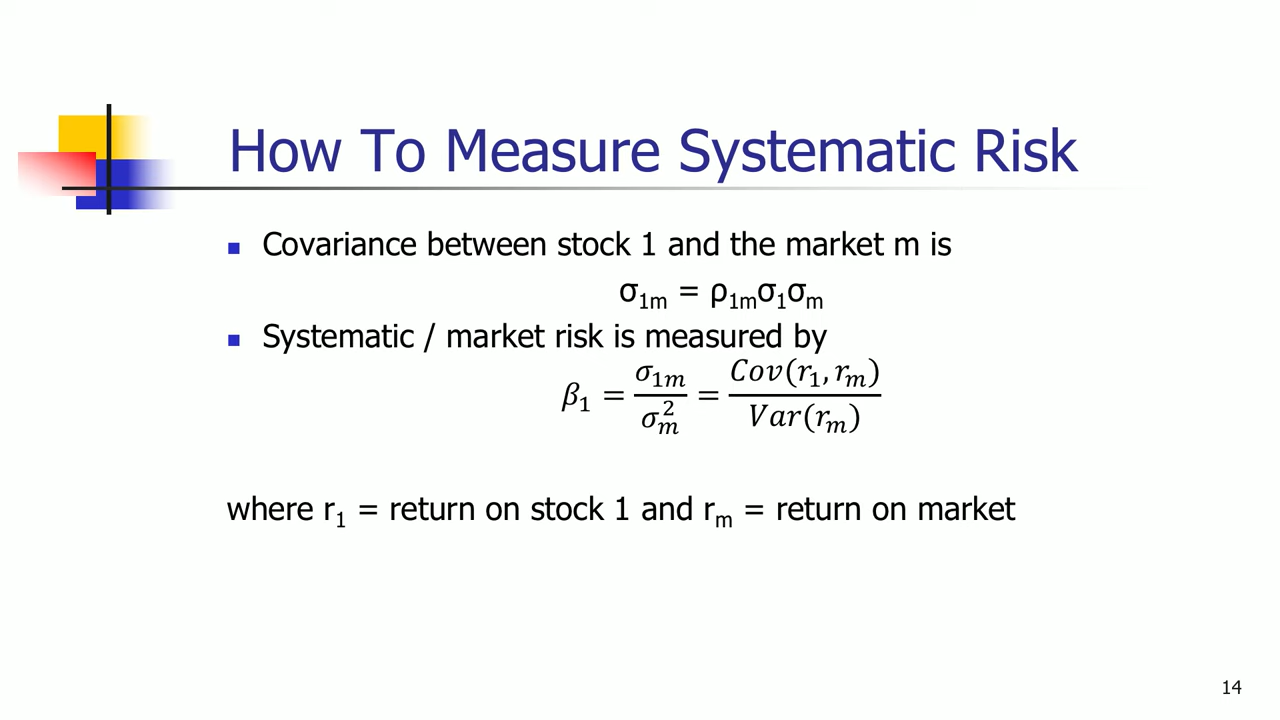 How To Measure Systematic Risk
Covariance between stock 1 and the market m is
σ₁ₘ = ρ₁ₘσ₁σₘ
Systematic / market risk is measured by
β₁ = σ₁ₘ / σₘ² = Cov(r₁, rₘ) / Var(rₘ)
where r₁ = return on stock 1 and rₘ = return on market
14